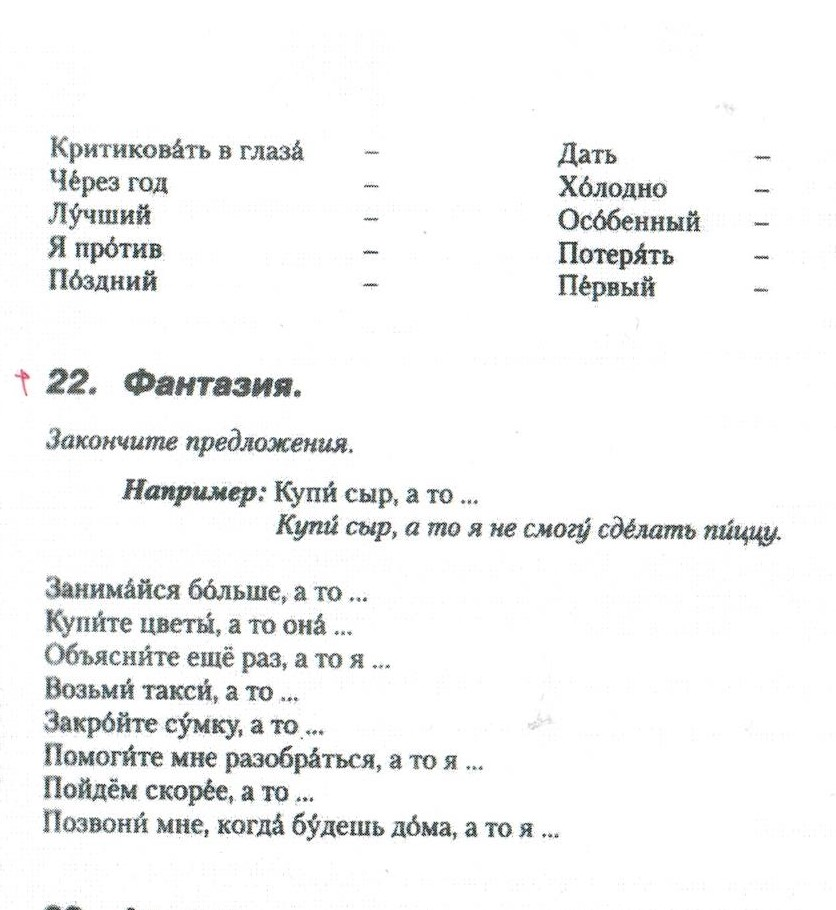 Критикова́ть в глаза́ –
Че́рез год –
Лу́чший –
Я про́тив –
По́здний –
Дать –
Хо́лодно –
Осо́бенный –
Потеря́ть –
Пе́рвый –
22. Фантазия.
Закончите предложения.
Например: Купи́ сыр, а то ...
Купи́ сыр, а то я не смогу́ сде́лать пи́ццу.
Занима́йся бо́льше, а то ...
Купи́те цветы́, а то она́ ...
Объясни́те ещё раз, а то я ...
Возьми́ такси́, а то ...
Закро́йте су́мку, а то ...
Помоги́те мне разобра́ться, а то я ...
Пойдём скоре́е, а то ...
Позвони́ мне, когда́ бу́дешь до́ма, а то я ...